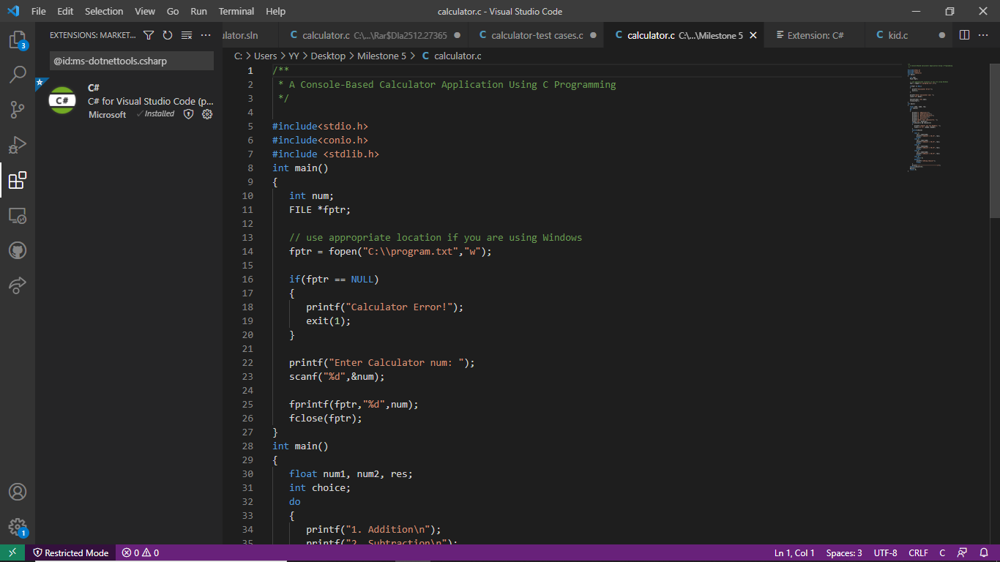 File Edit Selection View Go Run Terminal Help calculator.c - Visual Studio Code
EXTENSIONS: MARKET...
@id:ms-dotnettools.csharp
C#
C#
C# for Visual Studio Code (p...
Microsoft ✓Installed
3
1
ulator.sln C calculator.c C:\...\Rar$DIa2512.27365 C calculator-test cases.c C calculator.c C:\...\Milestone 5 Extension: C# C kid.c
C: > Users > YY > Desktop > Milestone 5 > C calculator.c
1 /**
2 * A Console-Based Calculator Application Using C Programming
3 */
4
5 #include<stdio.h>
6 #include<conio.h>
7 #include <stdlib.h>
8 int main()
9 {
10 int num;
11 FILE *fptr;
12
13 // use appropriate location if you are using Windows
14 fptr = fopen("C:\\program.txt","w");
15
16 if(fptr == NULL)
17 {
18 printf("Calculator Error!");
19 exit(1);
20 }
21
22 printf("Enter Calculator num: ");
23 scanf("%d",&num);
24
25 fprintf(fptr,"%d",num);
26 fclose(fptr);
27 }
28 int main()
29 {
30 float num1, num2, res;
31 int choice;
32 do
33 {
34 printf("1. Addition\n");
35 printf("2. Subtraction\n");
Restricted Mode 0 0 Ln 1, Col 1 Spaces: 3 UTF-8 CRLF C